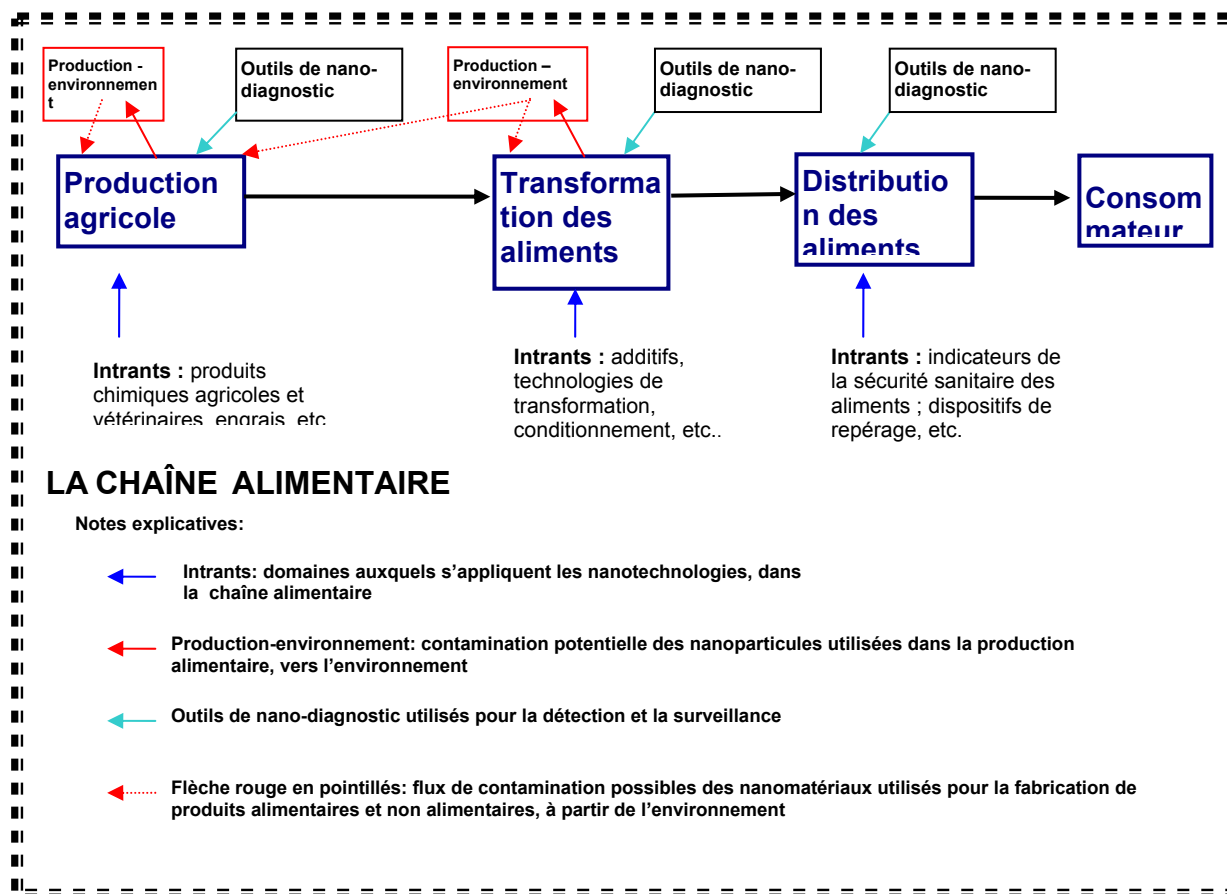 Production -
environnemen
t
Outils de nano-
diagnostic
Production –
environnement
Outils de nano-
diagnostic
Outils de nano-
diagnostic
Production
agricole
Transforma
tion des
aliments
Distributio
n des
aliments
Consom
mateur
Intrants : produits
chimiques agricoles et
vétérinaires, engrais, etc
Intrants : additifs,
technologies de
transformation,
conditionnement, etc..
Intrants : indicateurs de
la sécurité sanitaire des
aliments ; dispositifs de
repérage, etc.
LA CHAÎNE ALIMENTAIRE
Notes explicatives:
Intrants: domaines auxquels s’appliquent les nanotechnologies, dans
la chaîne alimentaire
Production-environnement: contamination potentielle des nanoparticules utilisées dans la production
alimentaire, vers l’environnement
Outils de nano-diagnostic utilisés pour la détection et la surveillance
Flèche rouge en pointillés: flux de contamination possibles des nanomatériaux utilisés pour la fabrication de
produits alimentaires et non alimentaires, à partir de l’environnement